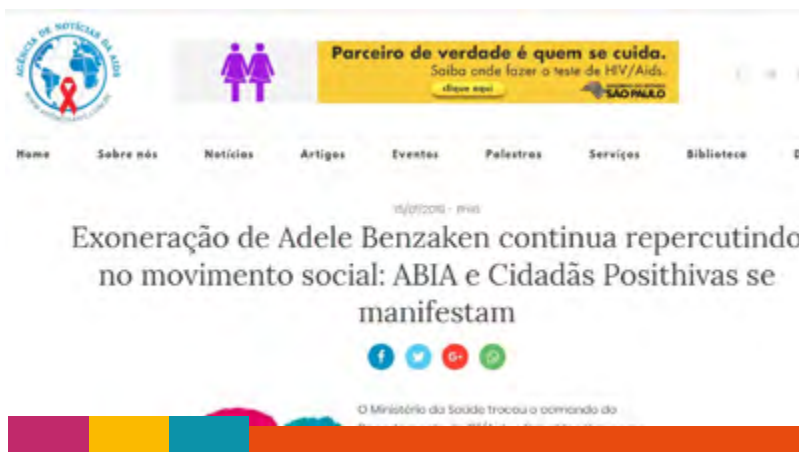 AGÊNCIA DE NOTÍCIAS DA AIDS
Parceiro de verdade é quem se cuida.
Saiba onde fazer o teste de HIV/Aids.
clique aqui
SÃO PAULO
Home Sobre nós Notícias Artigos Eventos Palestras Serviços Biblioteca
Exoneração de Adele Benzaken continua repercutindo
no movimento social: ABIA e Cidadãs Posithivas se
manifestam
O Ministério da Saúde trocou o comando do